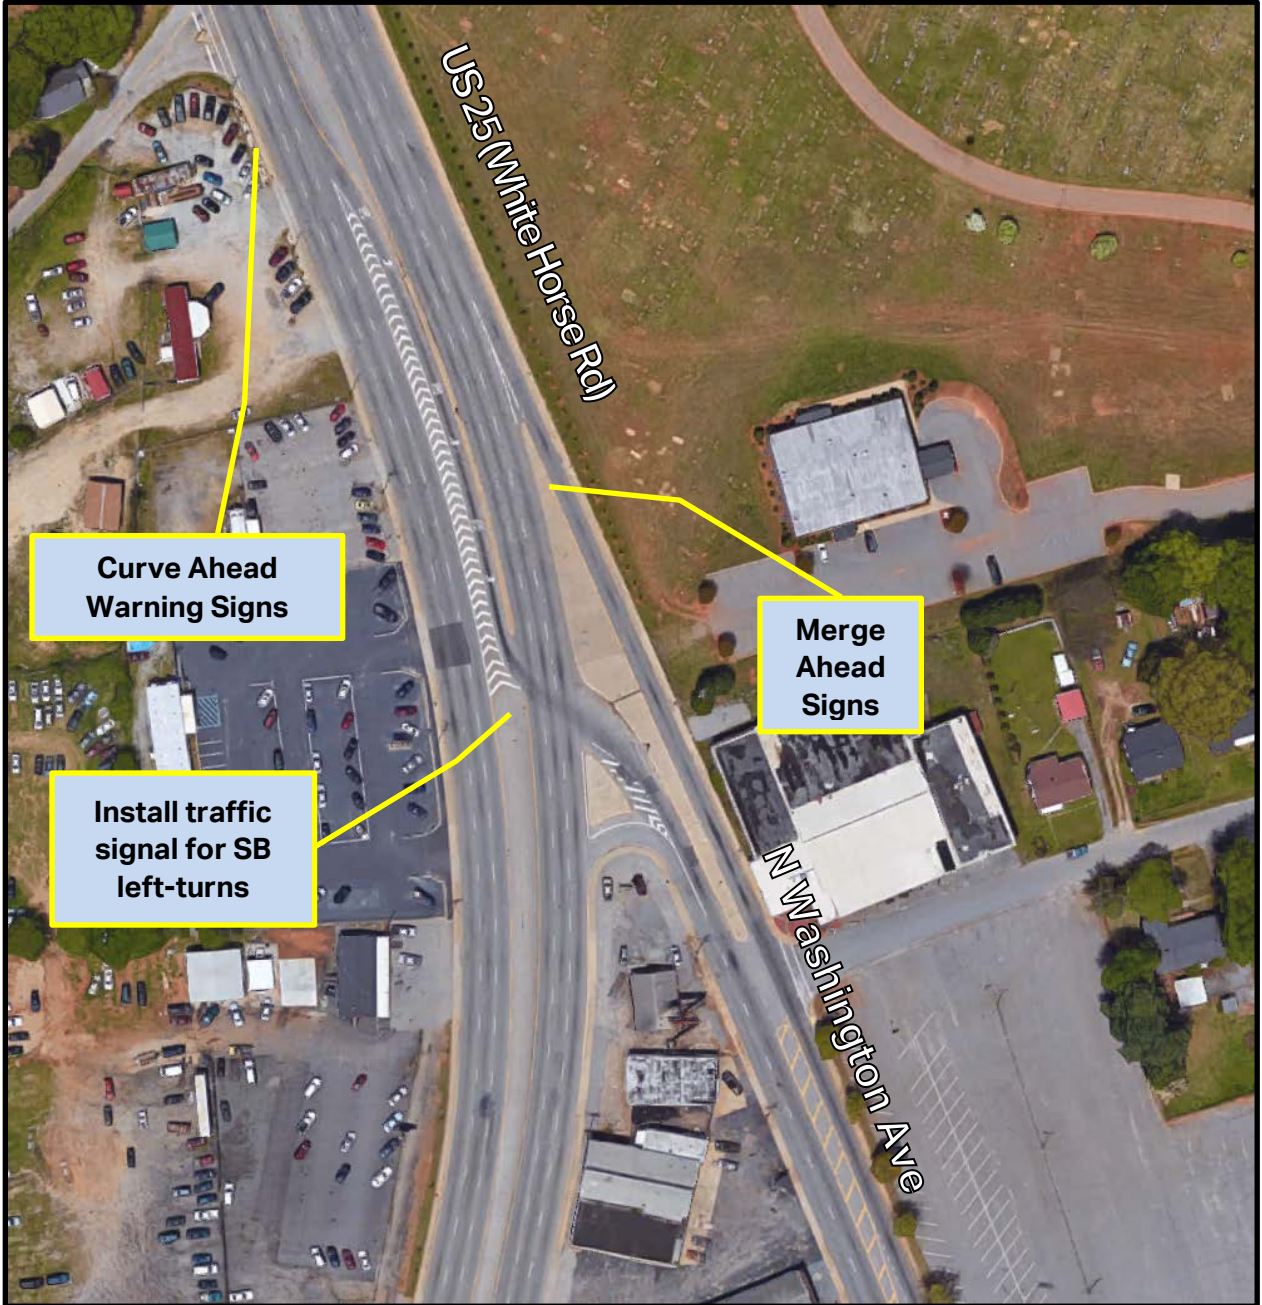 US 25 (White Horse Rd)
Curve Ahead
Warning Signs
Merge
Ahead
Signs
Install traffic
signal for SB
left-turns
N Washington Ave